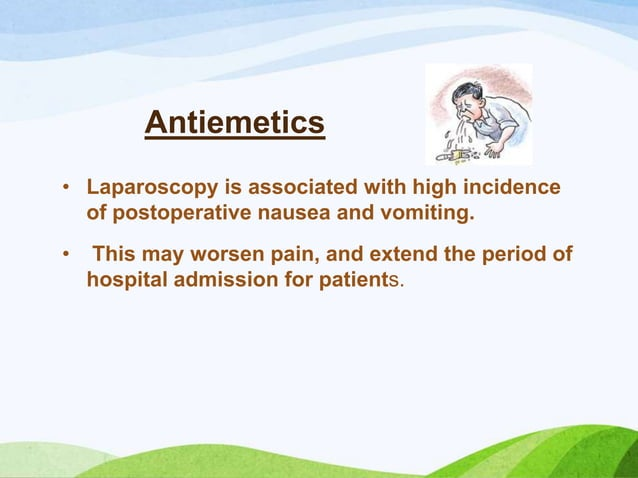 Antiemetics
• Laparoscopy is associated with high incidence
of postoperative nausea and vomiting.
• This may worsen pain, and extend the period of
hospital admission for patients.